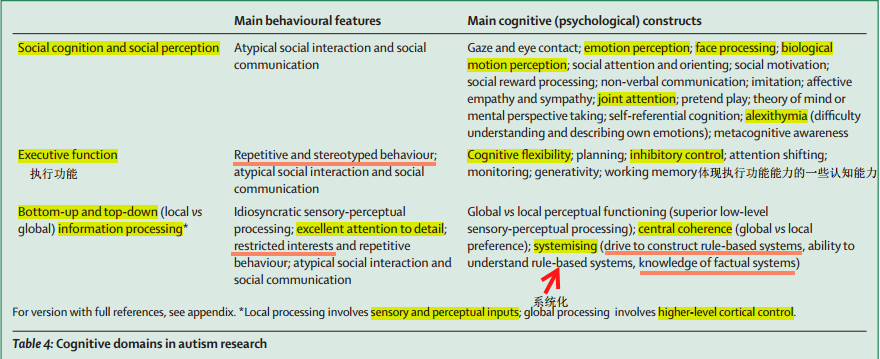 Main behavioural features
Main cognitive (psychological) constructs
Social cognition and social perception
Atypical social interaction and social
communication
Gaze and eye contact; emotion perception; face processing; biological
motion perception; social attention and orienting; social motivation;
social reward processing; non-verbal communication; imitation; affective
empathy and sympathy; joint attention; pretend play; theory of mind or
mental perspective taking; self-referential cognition; alexithymia (difficulty
understanding and describing own emotions); metacognitive awareness
Executive function
执行功能
Repetitive and stereotyped behaviour;
atypical social interaction and social
communication
Cognitive flexibility; planning; inhibitory control; attention shifting;
monitoring; generativity; working memory体现执行功能能力的一些认知能力
Bottom-up and top-down (local vs
global) information processing*
Idiosyncratic sensory-perceptual
processing; excellent attention to detail;
restricted interests and repetitive
behaviour; atypical social interaction and
social communication
Global vs local perceptual functioning (superior low-level
sensory-perceptual processing); central coherence (global vs local
preference); systemising (drive to construct rule-based systems, ability to
understand rule-based systems, knowledge of factual systems)
系统化
For version with full references, see appendix. *Local processing involves sensory and perceptual inputs; global processing involves higher-level cortical control.
Table 4: Cognitive domains in autism research